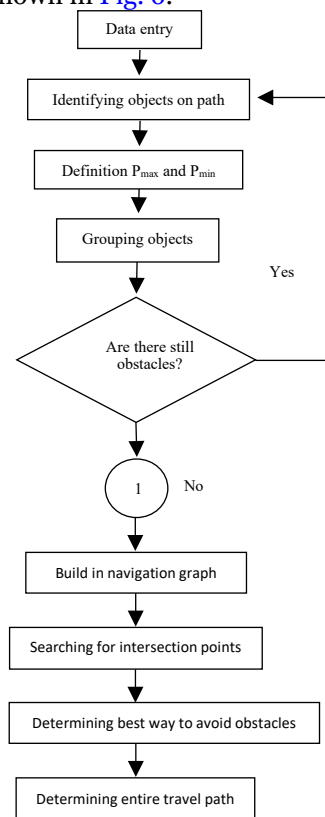 nown in Fig. 6.
Data entry
Identifying objects on path
Definition Pmax and Pmin
Grouping objects
Yes
Are there still
obstacles?
1
No
Build in navigation graph
Searching for intersection points
Determining best way to avoid obstacles
Determining entire travel path